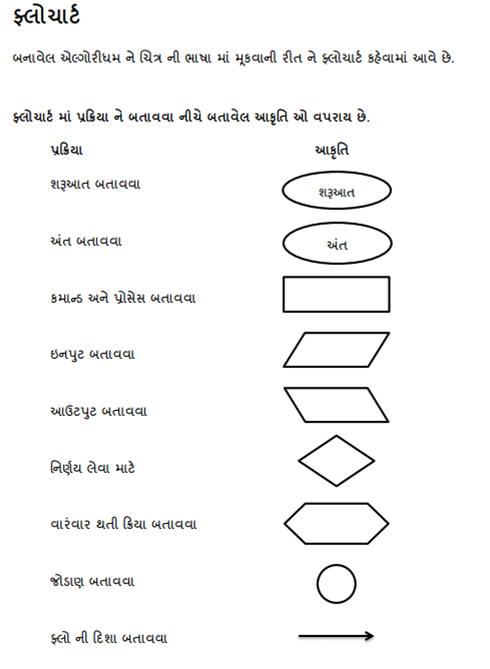 ફ્લોચાર્ટ
બનાવેલ એલ્ગોરીધમ ને ચિત્ર ની ભાષા માં મૂકવાની રીત ને ફ્લોચાર્ટ કહેવામાં આવે છે.
ફ્લોચાર્ટ માં પ્રક્રિયા ને બતાવવા નીચે બતાવેલ આકૃતિ ઓ વપરાય છે.
પ્રક્રિયા આકૃતિ
શરૂઆત બતાવવા શરૂઆત
અંત બતાવવા અંત
કમાન્ડ અને પ્રોસેસ બતાવવા
ઇનપુટ બતાવવા
આઉટપુટ બતાવવા
નિર્ણય લેવા માટે
વારંવાર થતી ક્રિયા બતાવવા
જોડાણ બતાવવા
ફ્લો ની દિશા બતાવવા